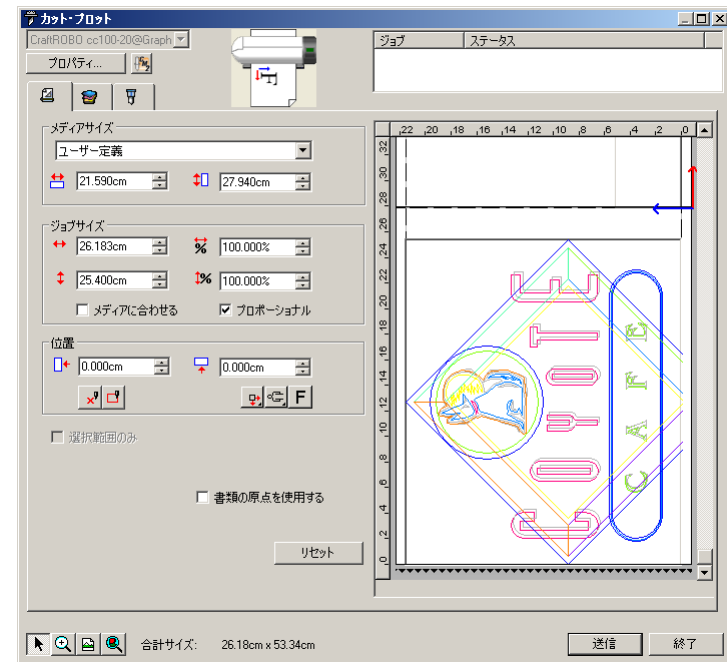 カット・プロット
CraftROBO cc100-20@Graph
プロパティ...
ジョブ ステータス
メディアサイズ
ユーザー定義
21.590cm 27.940cm
ジョブサイズ
26.183cm % 100.000%
25.400cm % 100.000%
メディアに合わせる プロポーショナル
位置
0.000cm 0.000cm
F
選択範囲のみ
書類の原点を使用する
リセット
22 20 18 16 14 12 10 8 6 4 2 0
32
30
28
26
24
22
20
18
16
14
12
10
8
6
4
2
0
COYOTE
CAFE
合計サイズ: 26.18cm x 53.34cm
送信 終了